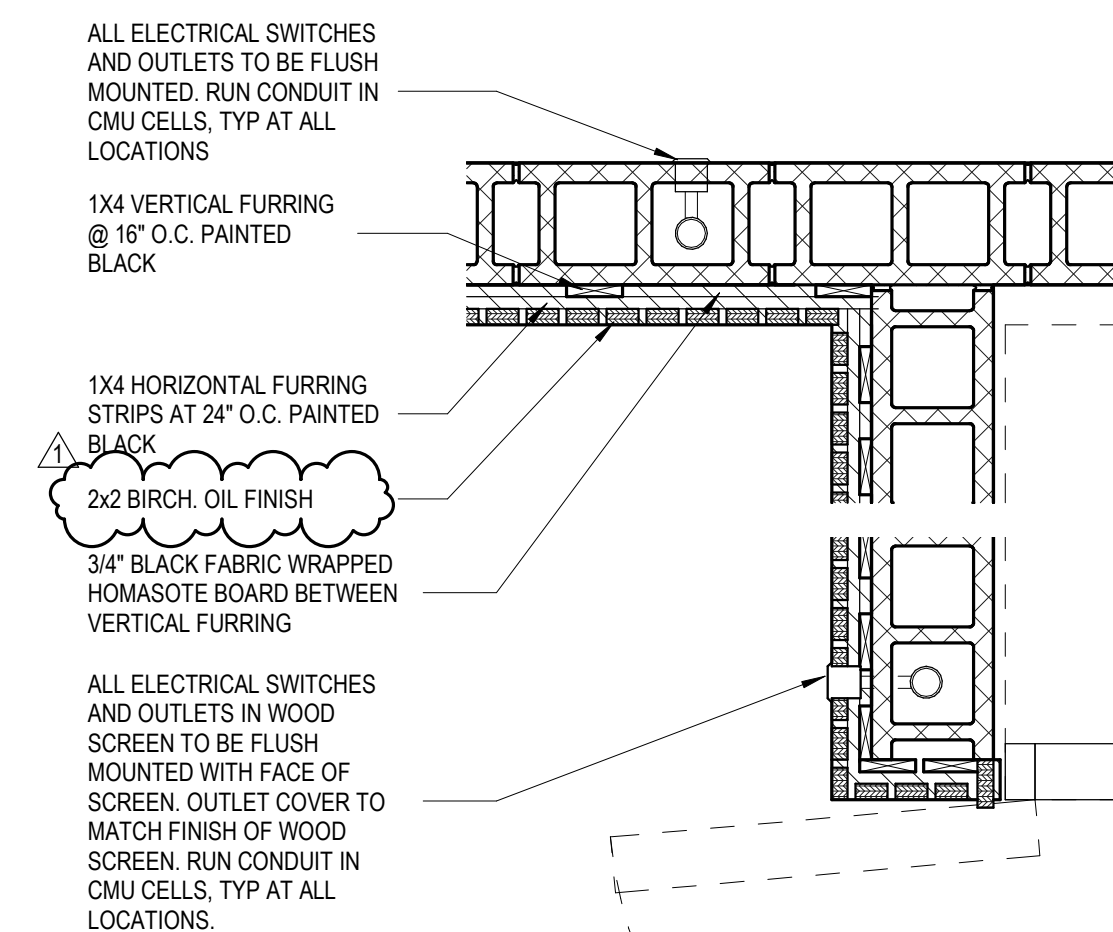 ALL ELECTRICAL SWITCHES
AND OUTLETS TO BE FLUSH
MOUNTED. RUN CONDUIT IN
CMU CELLS, TYP AT ALL
LOCATIONS
1X4 VERTICAL FURRING
@ 16" O.C. PAINTED
BLACK
1X4 HORIZONTAL FURRING
STRIPS AT 24" O.C. PAINTED
BLACK
1
2x2 BIRCH. OIL FINISH
3/4" BLACK FABRIC WRAPPED
HOMASOTE BOARD BETWEEN
VERTICAL FURRING
ALL ELECTRICAL SWITCHES
AND OUTLETS IN WOOD
SCREEN TO BE FLUSH
MOUNTED WITH FACE OF
SCREEN. OUTLET COVER TO
MATCH FINISH OF WOOD
SCREEN. RUN CONDUIT IN
CMU CELLS, TYP AT ALL
LOCATIONS.